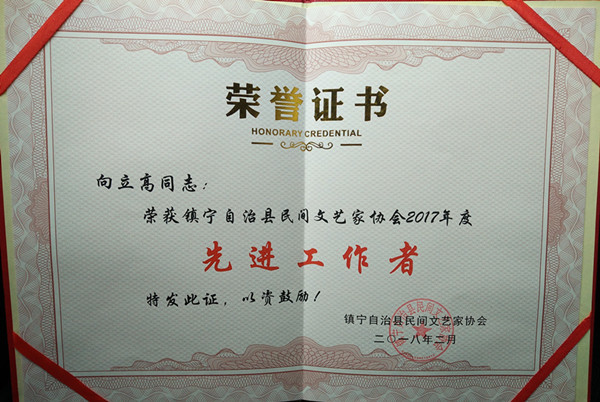 荣誉证书
HONORARY CREDENTIAL
向立高同志：
荣获镇宁自治县民间文艺家协会2017年度
先进工作者
特发此证，以资鼓励！
镇宁自治县民间文艺家协会
二〇一八年二月